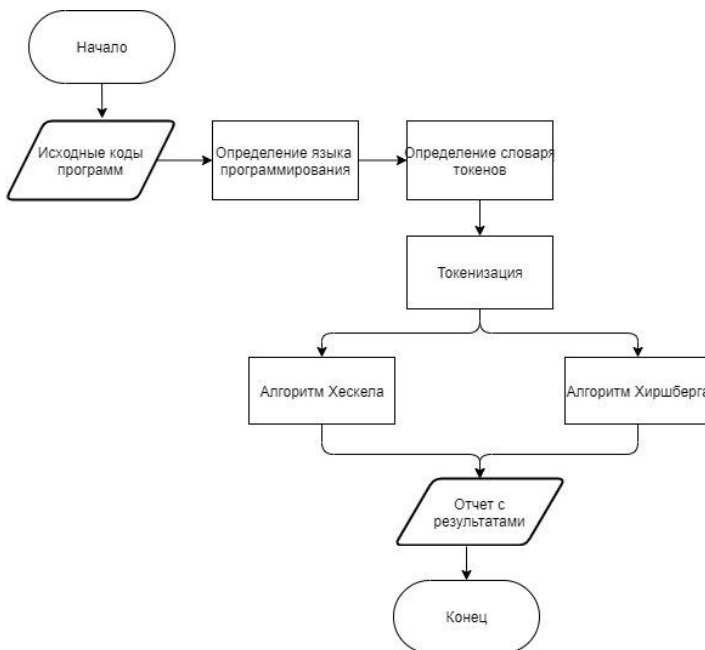 Начало
Исходные коды
программ
Определение языка
программирования
Определение словаря
токенов
Токенизация
Алгоритм Хескела
Алгоритм Хиршберга
Отчет с
результатами
Конец